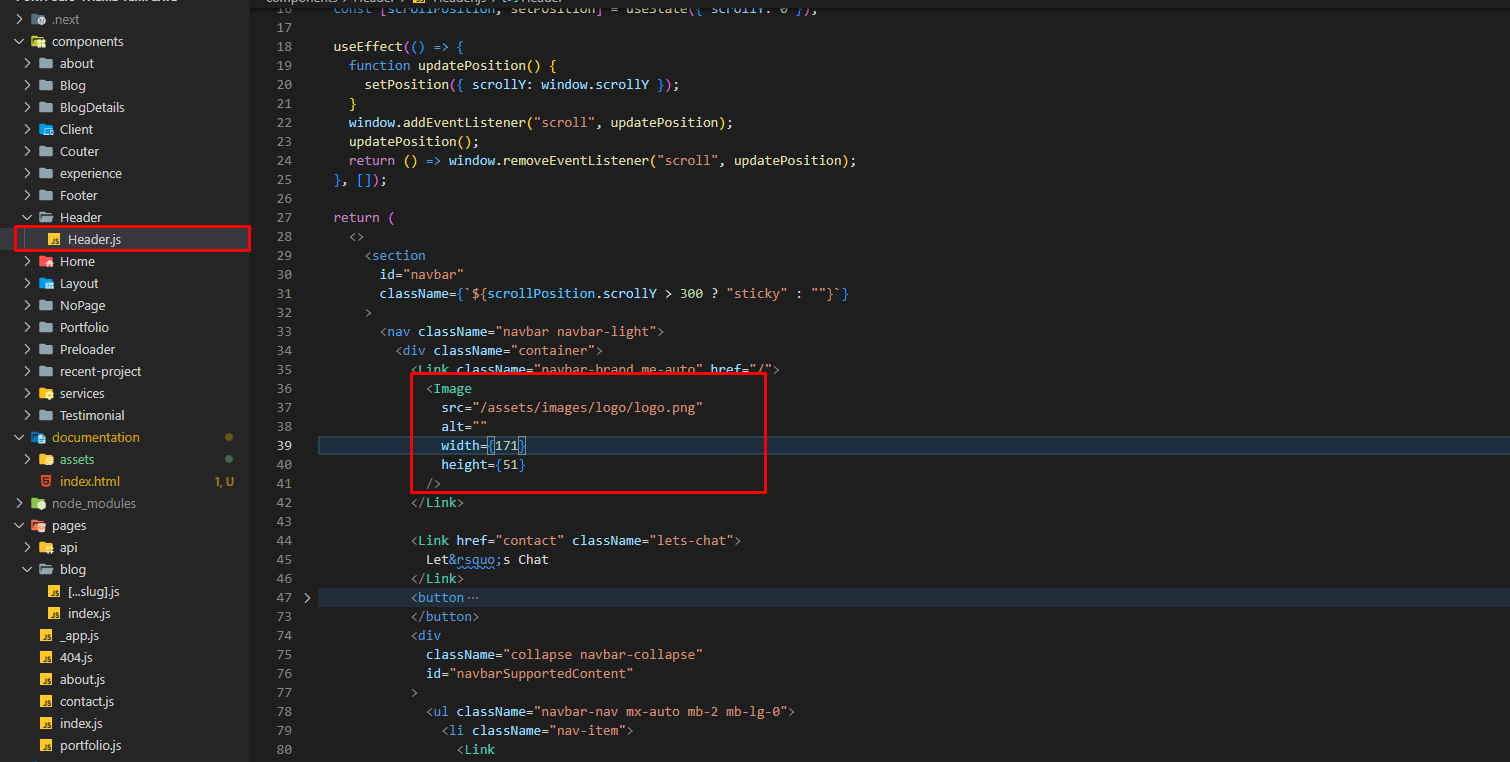 .next
components
about
Blog
BlogDetails
Client
Couter
experience
Footer
Header
Header.js
Home
Layout
NoPage
Portfolio
Preloader
recent-project
services
Testimonial
documentation
assets
index.html 1, U
node_modules
pages
api
blog
[...slug].js
index.js
_app.js
404.js
about.js
contact.js
index.js
portfolio.js
16 const [scrollPosition, setPosition] = useState({ scrollY: 0 });
17
18 useEffect(() => {
19 function updatePosition() {
20 setPosition({ scrollY: window.scrollY });
21 }
22 window.addEventListener("scroll", updatePosition);
23 updatePosition();
24 return () => window.removeEventListener("scroll", updatePosition);
25 }, []);
26
27 return (
28 <>
29 <section
30 id="navbar"
31 className={`${scrollPosition.scrollY > 300 ? "sticky" : ""}`}
32 >
33 <nav className="navbar navbar-light">
34 <div className="container">
35 <Link className="navbar-brand me-auto" href="/">
36 <Image
37 src="/assets/images/logo/logo.png"
38 alt=""
39 width={171}
40 height={51}
41 />
42 </Link>
43
44 <Link href="contact" className="lets-chat">
45 Let&rsquo;s Chat
46 </Link>
47 <button ···
73 </button>
74 <div
75 className="collapse navbar-collapse"
76 id="navbarSupportedContent"
77 >
78 <ul className="navbar-nav mx-auto mb-2 mb-lg-0">
79 <li className="nav-item">
80 <Link